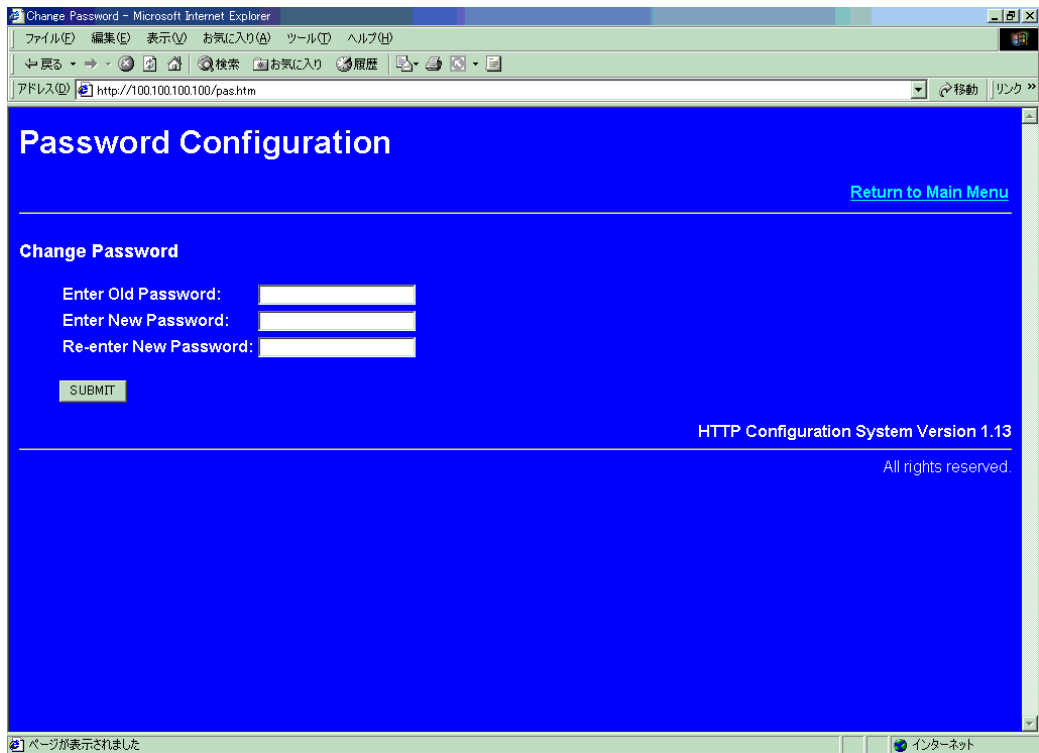 Change Password - Microsoft Internet Explorer
ファイル(F) 編集(E) 表示(V) お気に入り(A) ツール(T) ヘルプ(H)
戻る 検索 お気に入り 履歴
アドレス(D) http://100.100.100.100/pas.htm 移動 リンク »
Password Configuration
Return to Main Menu
Change Password
Enter Old Password:
Enter New Password:
Re-enter New Password:
SUBMIT
HTTP Configuration System Version 1.13
All rights reserved.
ページが表示されました インターネット